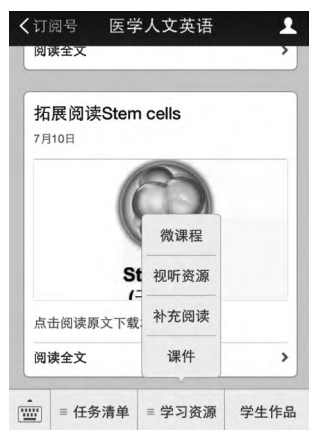 订阅号 医学人文英语
阅读全文
拓展阅读Stem cells
7月10日
微课程
St 视听资源
点击阅读原文下载 补充阅读
阅读全文 课件
任务清单 学习资源 学生作品